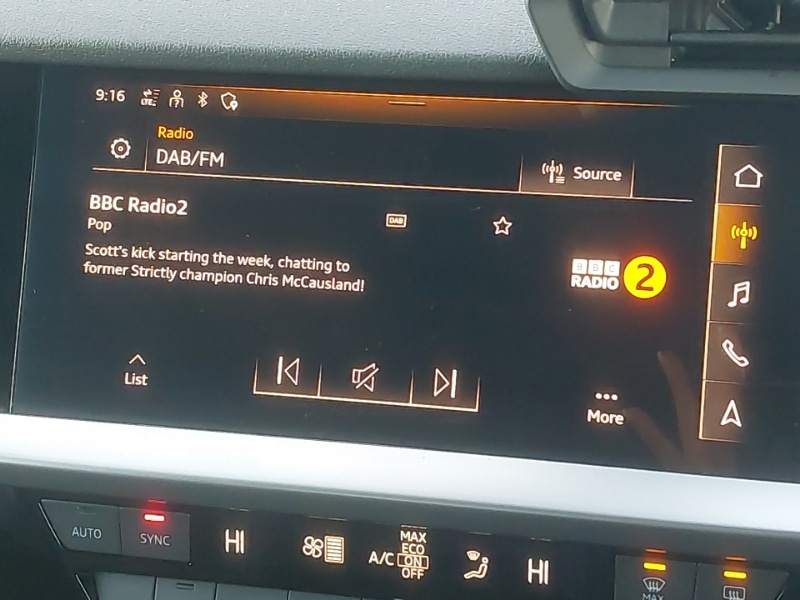 9:16 LTE
Radio
DAB/FM
Source
BBC Radio2
Pop
DAB
Scott's kick starting the week, chatting to
former Strictly champion Chris McCausland!
BBC
RADIO 2
List
More
AUTO
SYNC
HI
A/C
MAX
ECO
ON
OFF
HI
MAX